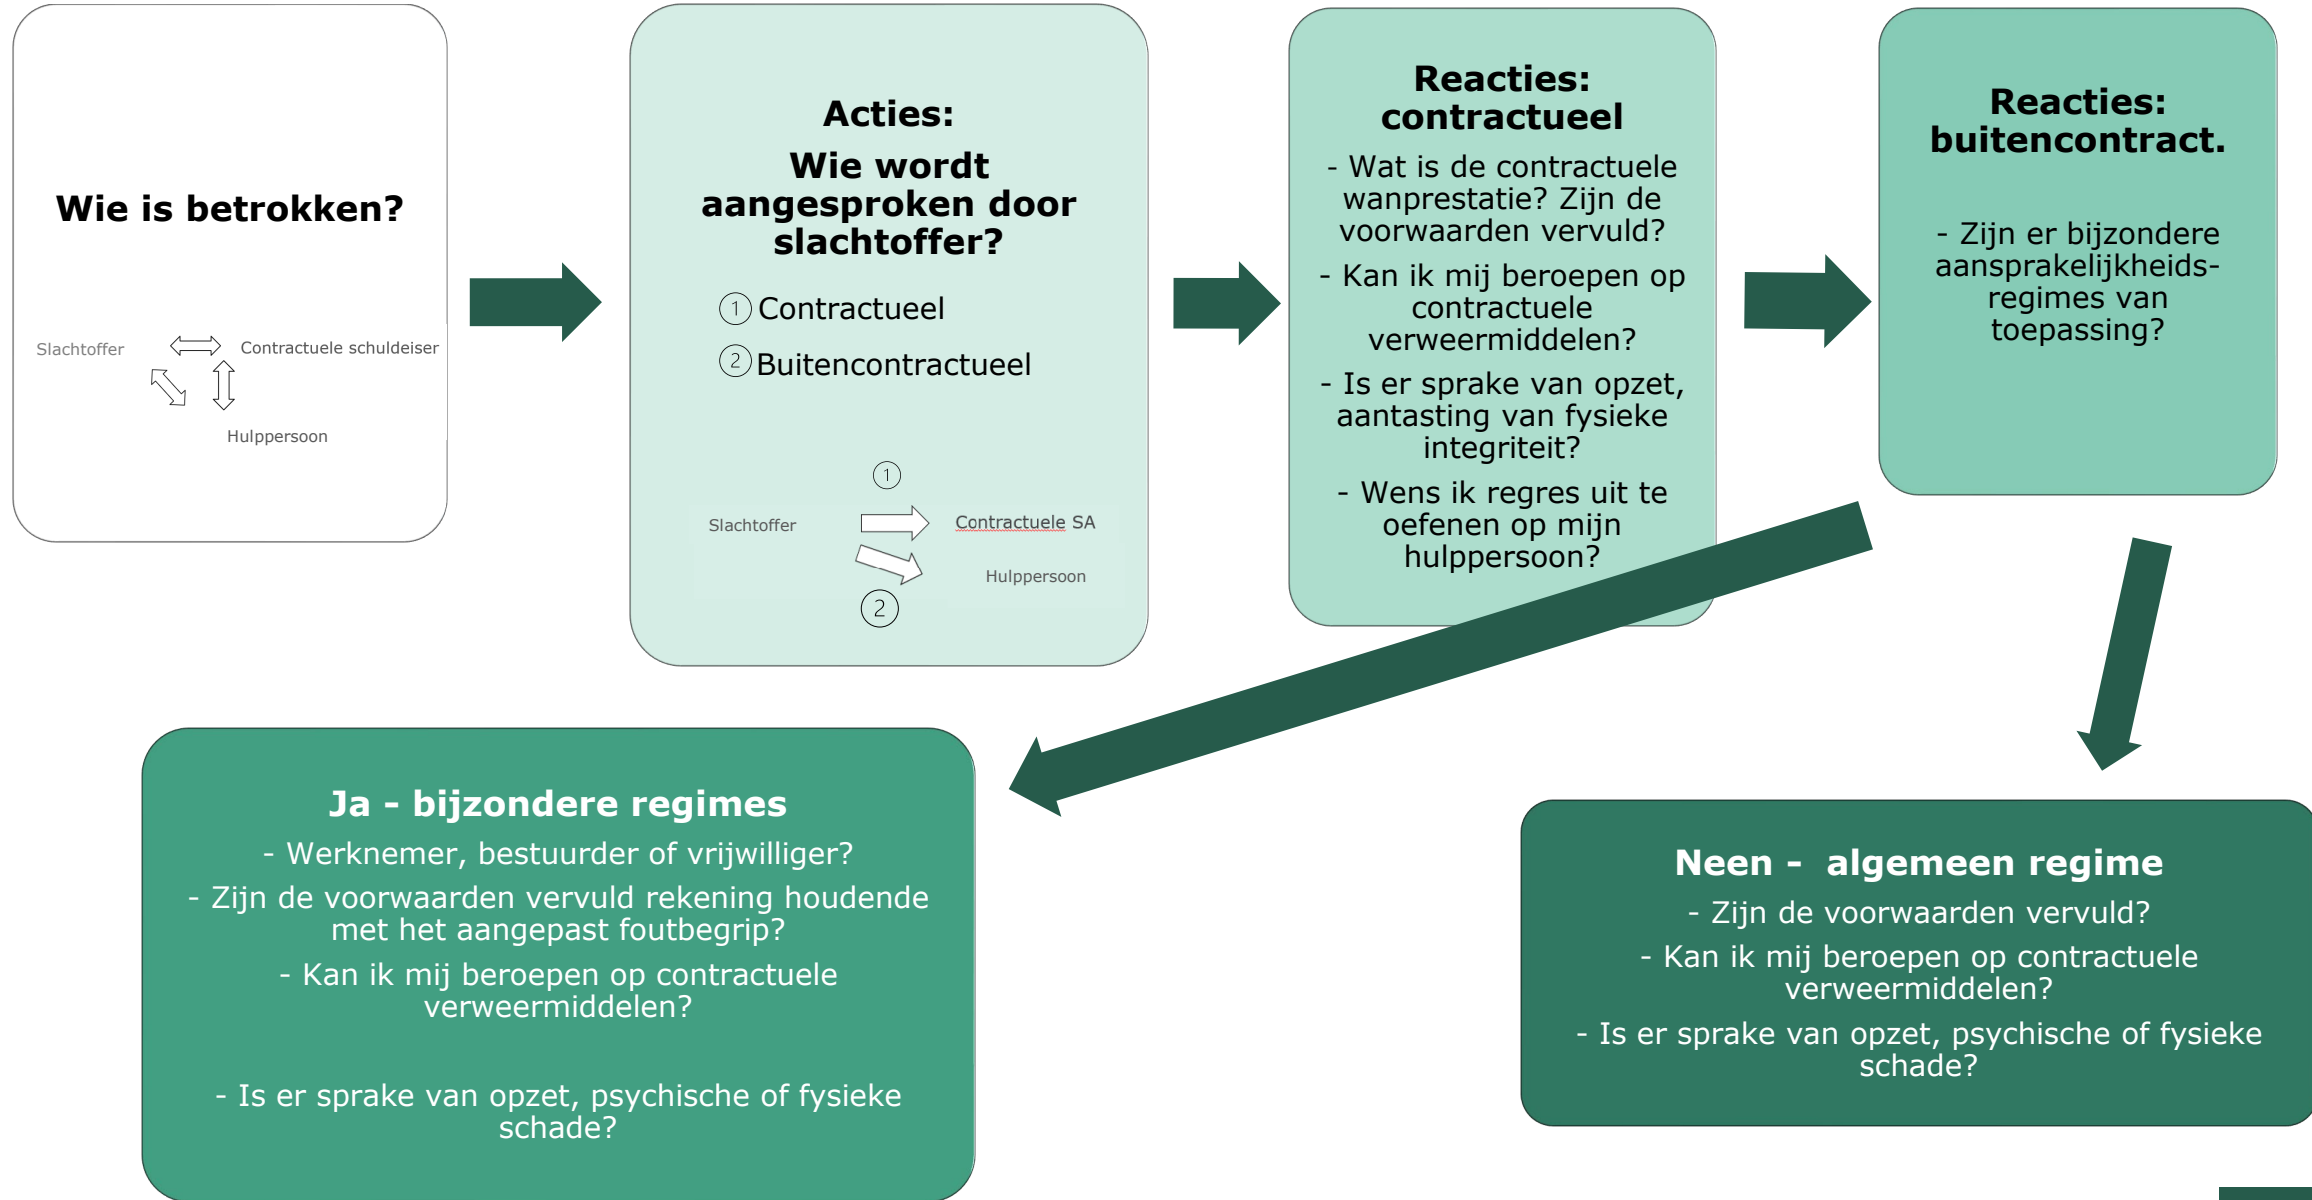 Wie is betrokken?
Slachtoffer
Contractuele schuldeiser
Hulppersoon
Acties:
Wie wordt
aangesproken door
slachtoffer?
1 Contractueel
2 Buitencontractueel
1
Slachtoffer
Contractuele SA
Hulppersoon
2
Reacties:
contractueel
- Wat is de contractuele
wanprestatie? Zijn de
voorwaarden vervuld?
- Kan ik mij beroepen op
contractuele
verweermiddelen?
- Is er sprake van opzet,
aantasting van fysieke
integriteit?
- Wens ik regres uit te
oefenen op mijn
hulppersoon?
Reacties:
buitencontract.
- Zijn er bijzondere
aansprakelijkheids-
regimes van
toepassing?
Ja – bijzondere regimes
- Werknemer, bestuurder of vrijwilliger?
- Zijn de voorwaarden vervuld rekening houdende
met het aangepast foutbegrip?
- Kan ik mij beroepen op contractuele
verweermiddelen?
- Is er sprake van opzet, psychische of fysieke
schade?
Neen – algemeen regime
- Zijn de voorwaarden vervuld?
- Kan ik mij beroepen op contractuele
verweermiddelen?
- Is er sprake van opzet, psychische of fysieke
schade?